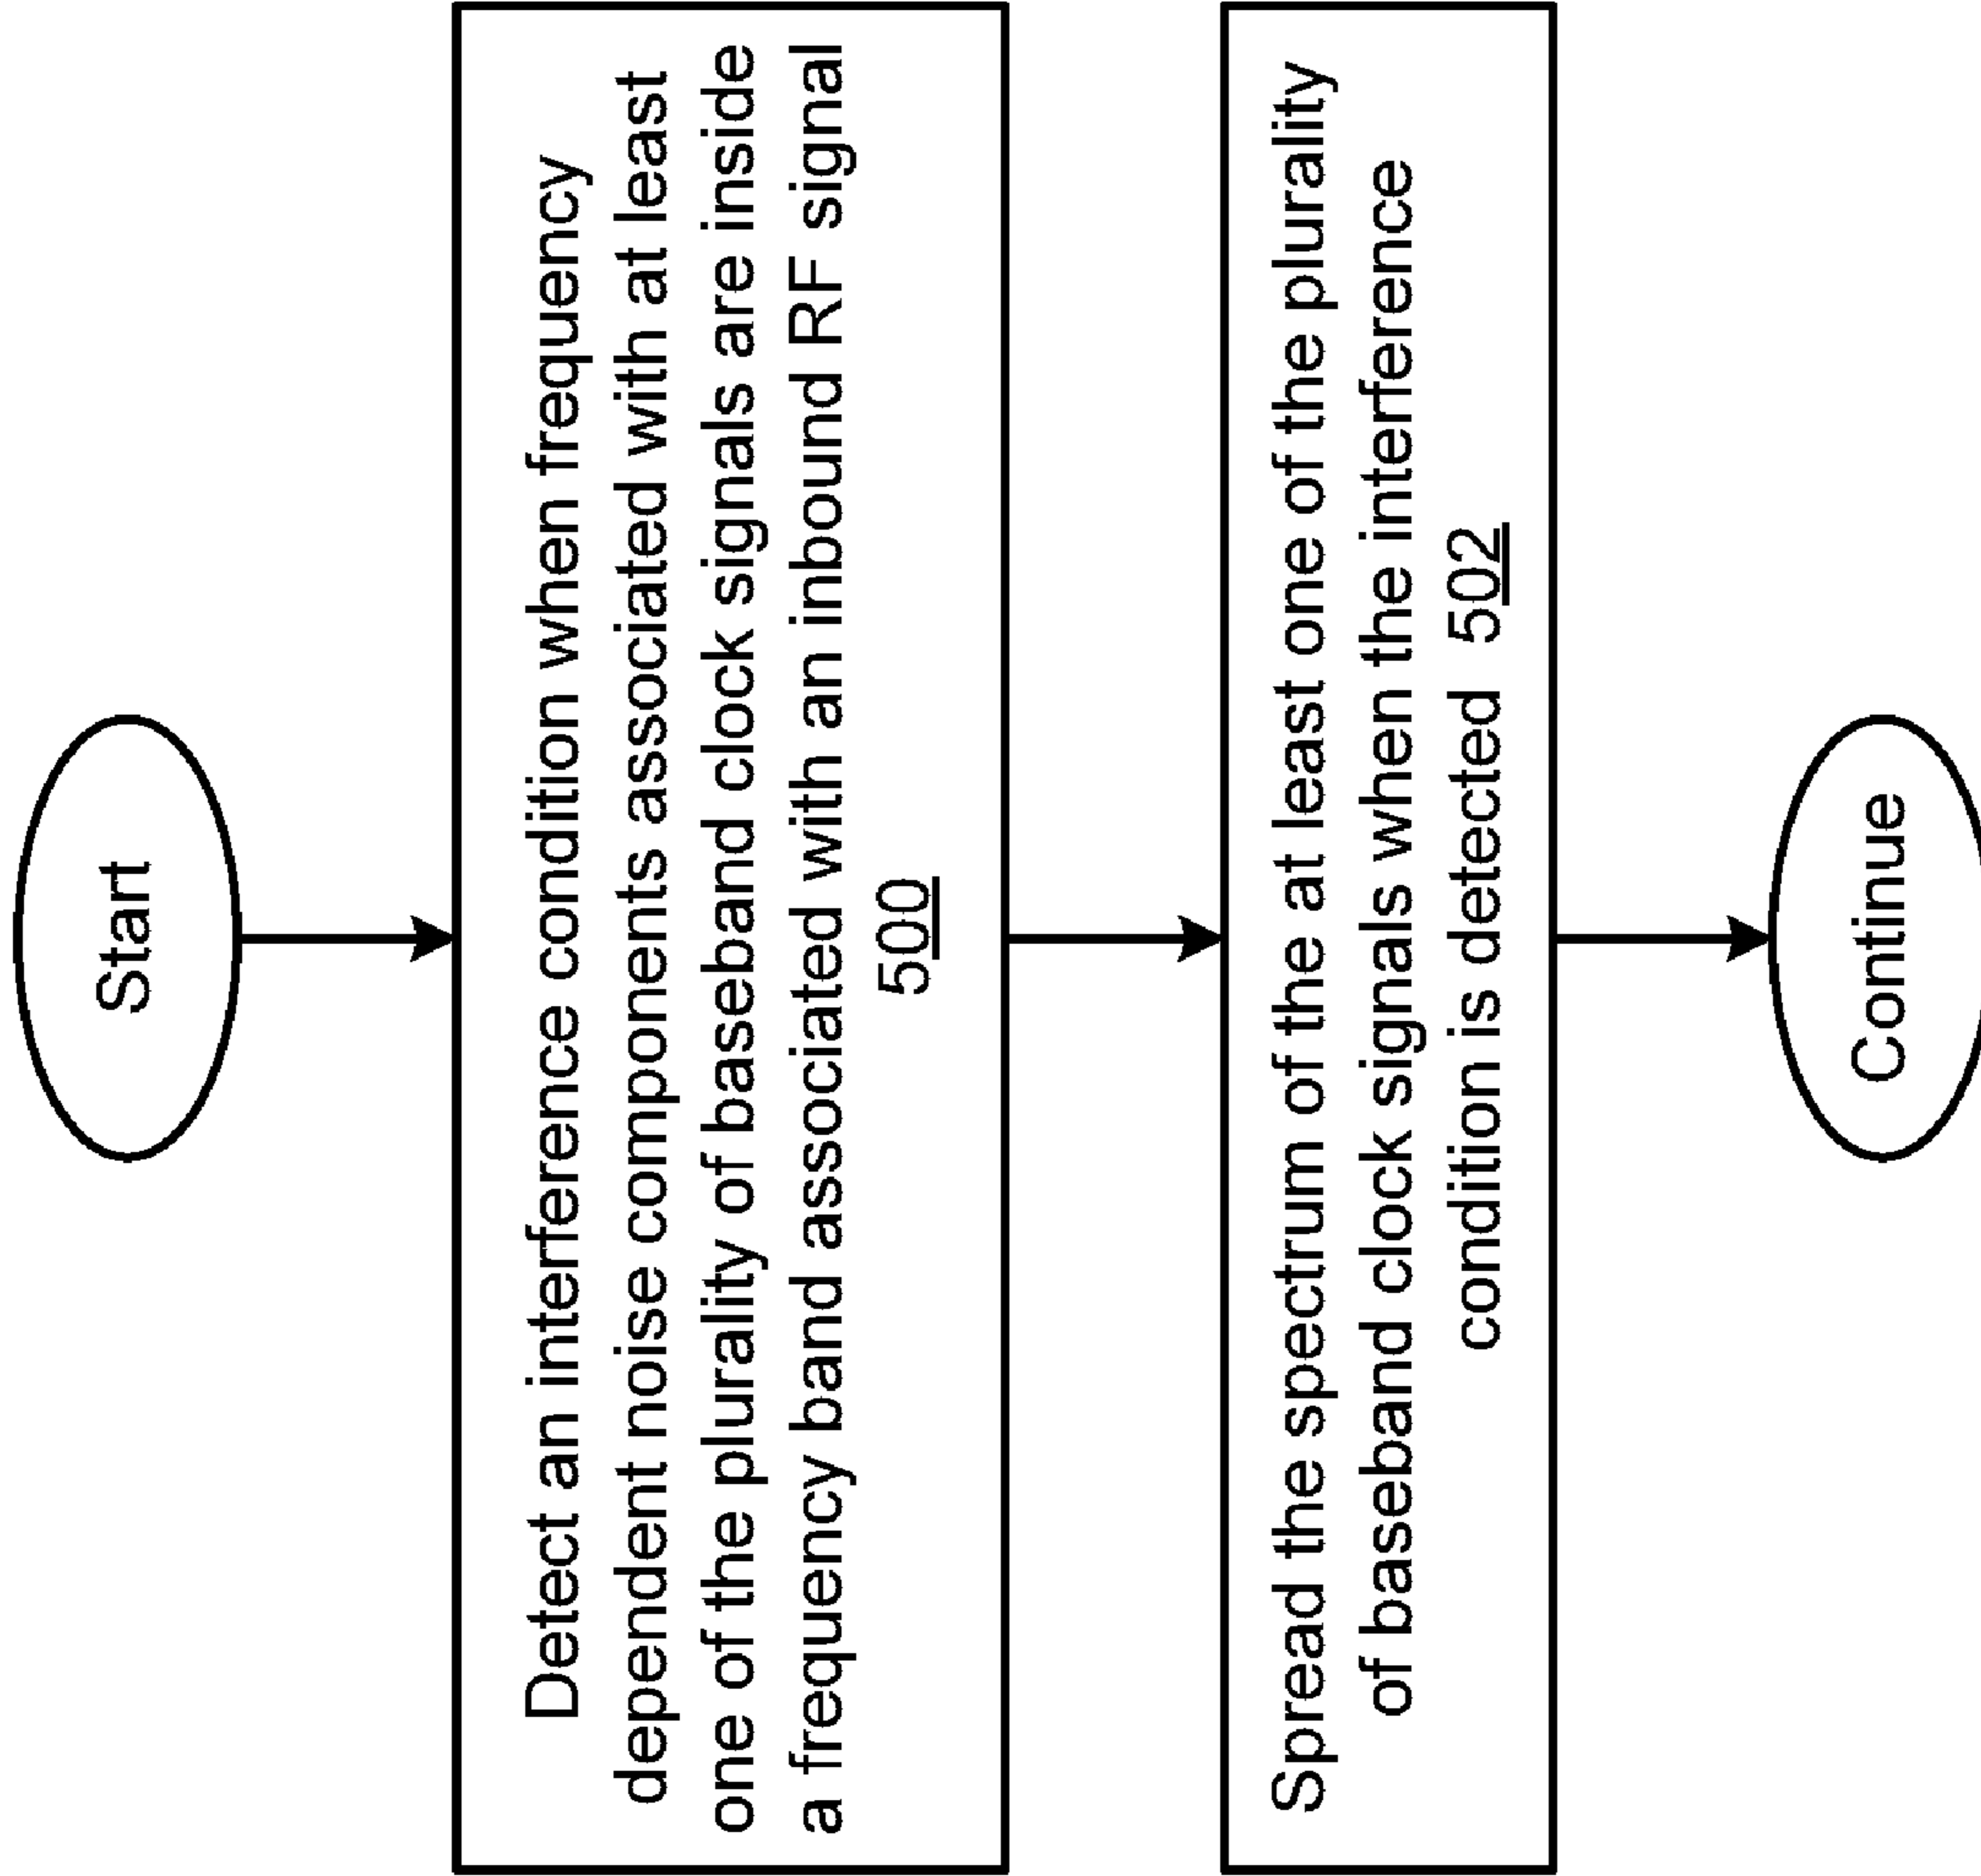 Start
Detect an interference condition when frequency
dependent noise components associated with at least
one of the plurality of baseband clock signals are inside
a frequency band associated with an inbound RF signal
500
Spread the spectrum of the at least one of the plurality
of baseband clock signals when the interference
condition is detected 502
Continue